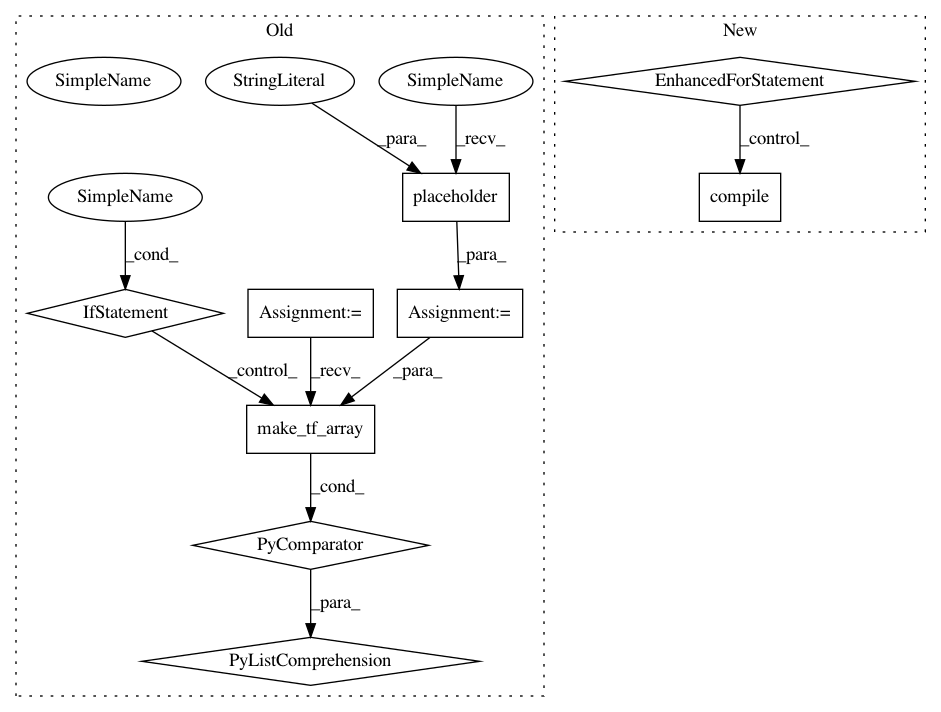 Old
New
SimpleName
StringLiteral
SimpleName
EnhancedForStatement
_para_
_recv_
_control_
SimpleName
placeholder
compile
_cond_
_para_
IfStatement
Assignment:=
Assignment:=
_control_
_recv_
_para_
make_tf_array
_cond_
PyComparator
_para_
PyListComprehension